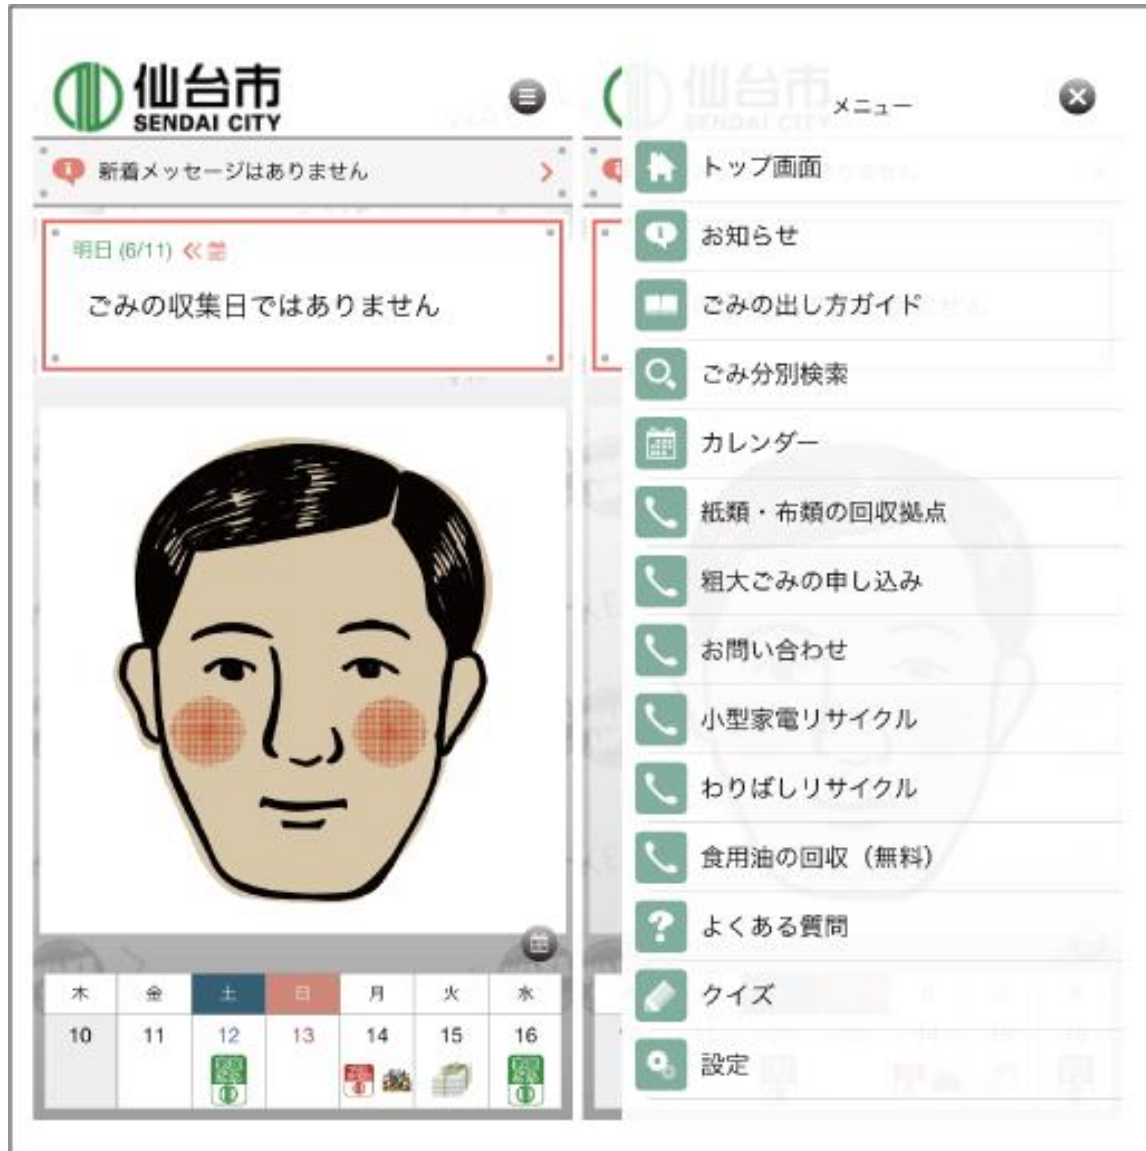 仙台市
SENDAI CITY
新着メッセージはありません
明日 (6/11)
ごみの収集日ではありません
木 金 土 日 月 火 水
10 11 12 13 14 15 16
メニュー
トップ画面
お知らせ
ごみの出し方ガイド
ごみ分別検索
カレンダー
紙類・布類の回収拠点
粗大ごみの申し込み
お問い合わせ
小型家電リサイクル
わりばしリサイクル
食用油の回収（無料）
よくある質問
クイズ
設定